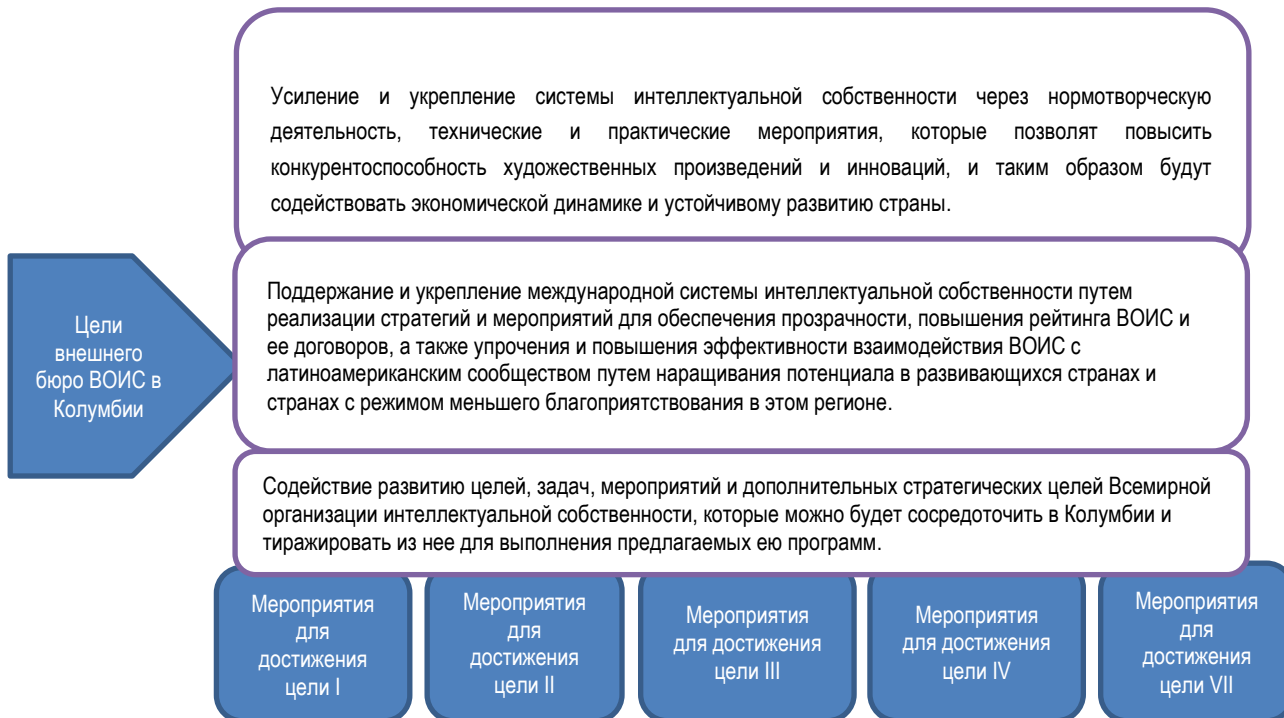 Усиление и укрепление системы интеллектуальной собственности через нормотворческую
деятельность, технические и практические мероприятия, которые позволят повысить
конкурентоспособность художественных произведений и инноваций, и таким образом будут
содействовать экономической динамике и устойчивому развитию страны.
Цели
внешнего
бюро ВОИС в
Колумбии
Поддержание и укрепление международной системы интеллектуальной собственности путем
реализации стратегий и мероприятий для обеспечения прозрачности, повышения рейтинга ВОИС и
ее договоров, а также упрочения и повышения эффективности взаимодействия ВОИС с
латиноамериканским сообществом путем наращивания потенциала в развивающихся странах и
странах с режимом меньшего благоприятствования в этом регионе.
Содействие развитию целей, задач, мероприятий и дополнительных стратегических целей Всемирной
организации интеллектуальной собственности, которые можно будет сосредоточить в Колумбии и
тиражировать из нее для выполнения предлагаемых ею программ.
Мероприятия
для
достижения
цели I
Мероприятия
для
достижения
цели II
Мероприятия
для достижения
цели III
Мероприятия
для достижения
цели IV
Мероприятия
для
достижения
цели VII